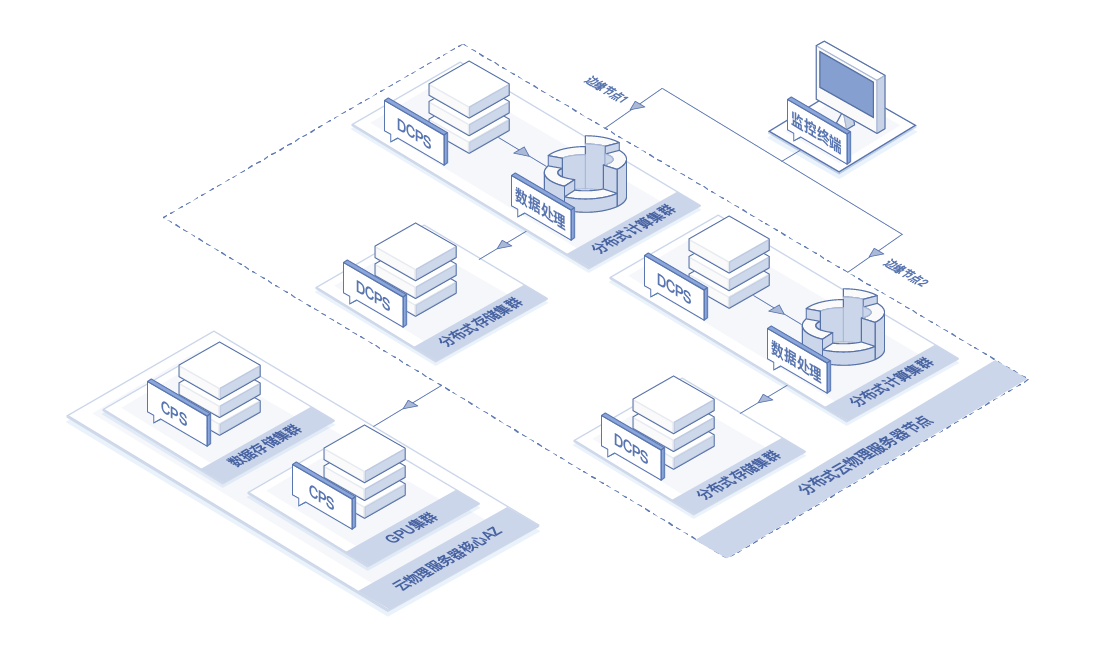 边缘节点1
监控终端
DCPS
数据处理
分布式计算集群
DCPS
分布式存储集群
边缘节点2
DCPS
数据处理
分布式计算集群
DCPS
分布式存储集群
分布式云物理服务器节点
CPS
数据存储集群
CPS
GPU集群
云物理服务器核心AZ